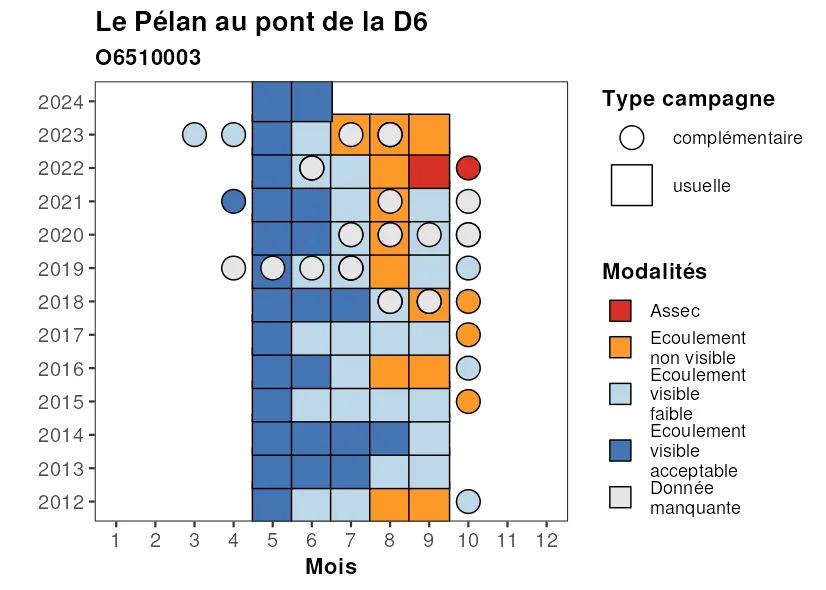 Le Pélan au pont de la D6
O6510003
2024
2023
2022
2021
2020
2019
2018
2017
2016
2015
2014
2013
2012
1 2 3 4 5 6 7 8 9 10 11 12
Mois
Type campagne
complémentaire
usuelle
Modalités
Assec
Ecoulement
non visible
Ecoulement
visible
faible
Ecoulement
visible
acceptable
Donnée
manquante